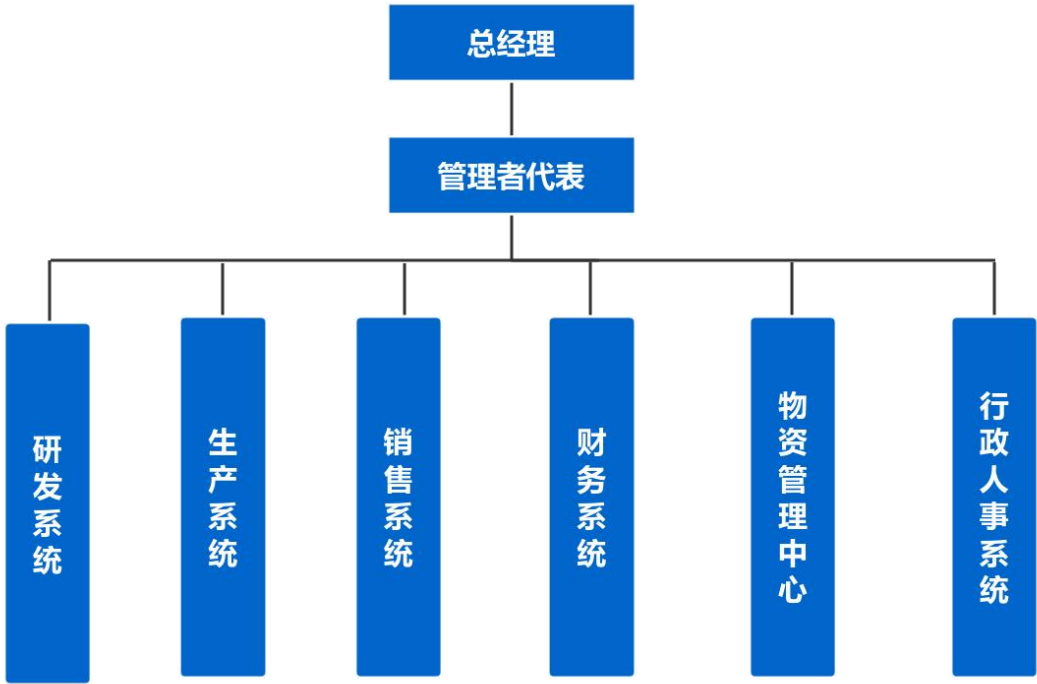 总经理
管理者代表
研发系统
生产系统
销售系统
财务系统
物资管理中心
行政人事系统